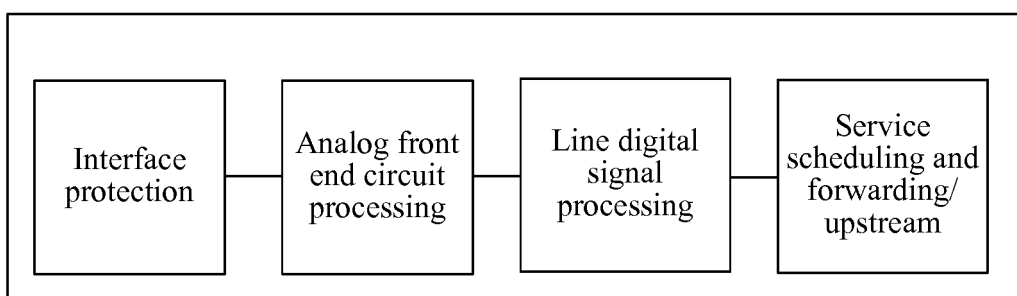 Interface
protection
Analog front
end circuit
processing
Line digital
signal
processing
Service
scheduling and
forwarding/
upstream